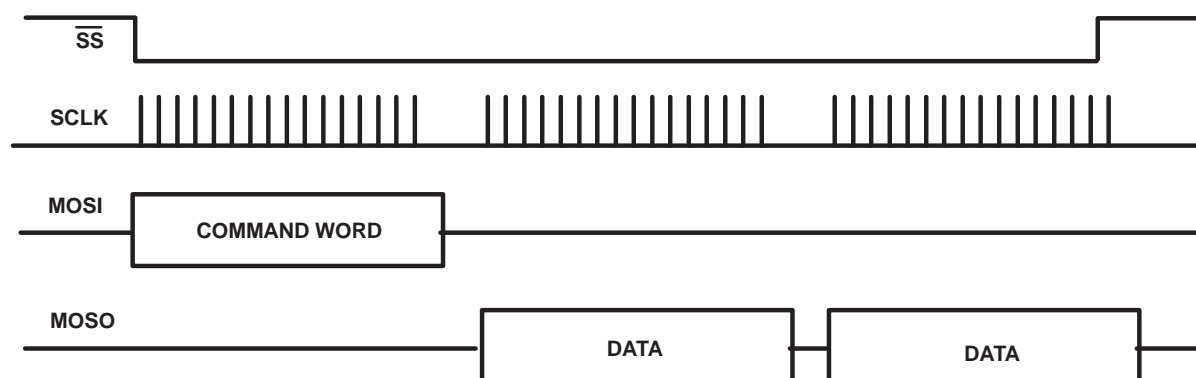 SS
SCLK
MOSI
COMMAND WORD
MOSO
DATA
DATA